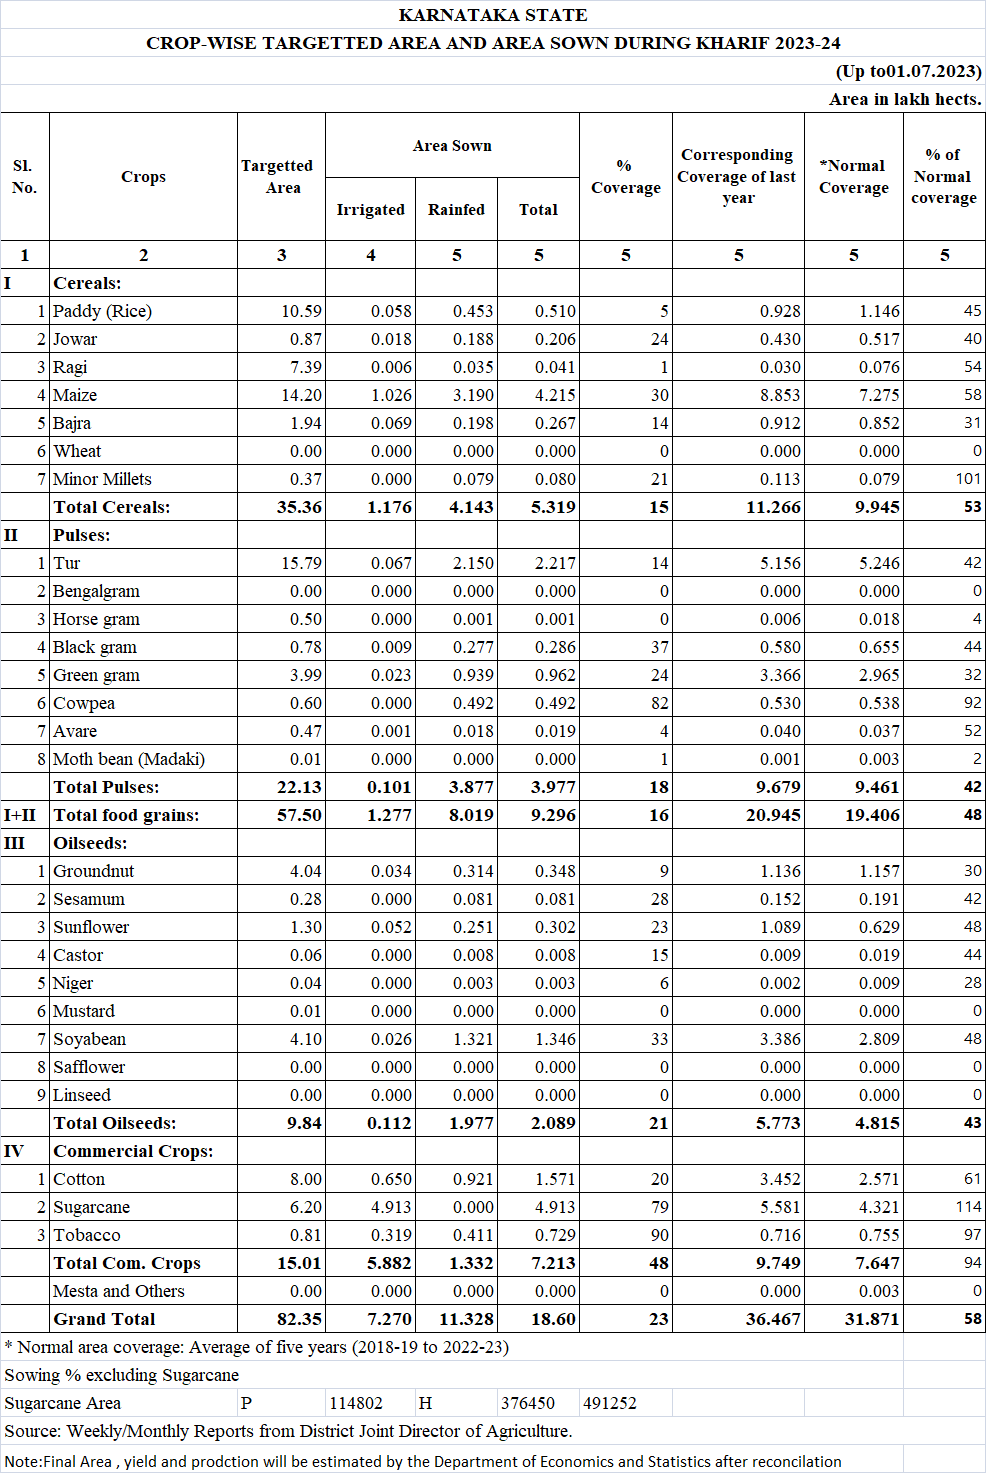 KARNATAKA STATE
CROP-WISE TARGETTED AREA AND AREA SOWN DURING KHARIF 2023-24
(Up to01.07.2023)
Area in lakh hects.
Sl. No. Crops Targetted Area Area Sown % Coverage Corresponding Coverage of last year *Normal Coverage % of Normal coverage
Irrigated Rainfed Total
1 2 3 4 5 5 5 5 5 5
I Cereals:
1 Paddy (Rice) 10.59 0.058 0.453 0.510 5 0.928 1.146 45
2 Jowar 0.87 0.018 0.188 0.206 24 0.430 0.517 40
3 Ragi 7.39 0.006 0.035 0.041 1 0.030 0.076 54
4 Maize 14.20 1.026 3.190 4.215 30 8.853 7.275 58
5 Bajra 1.94 0.069 0.198 0.267 14 0.912 0.852 31
6 Wheat 0.00 0.000 0.000 0.000 0 0.000 0.000 0
7 Minor Millets 0.37 0.000 0.079 0.080 21 0.113 0.079 101
Total Cereals: 35.36 1.176 4.143 5.319 15 11.266 9.945 53
II Pulses:
1 Tur 15.79 0.067 2.150 2.217 14 5.156 5.246 42
2 Bengalgram 0.00 0.000 0.000 0.000 0 0.000 0.000 0
3 Horse gram 0.50 0.000 0.001 0.001 0 0.006 0.018 4
4 Black gram 0.78 0.009 0.277 0.286 37 0.580 0.655 44
5 Green gram 3.99 0.023 0.939 0.962 24 3.366 2.965 32
6 Cowpea 0.60 0.000 0.492 0.492 82 0.530 0.538 92
7 Avare 0.47 0.001 0.018 0.019 4 0.040 0.037 52
8 Moth bean (Madaki) 0.01 0.000 0.000 0.000 1 0.001 0.003 2
Total Pulses: 22.13 0.101 3.877 3.977 18 9.679 9.461 42
I+II Total food grains: 57.50 1.277 8.019 9.296 16 20.945 19.406 48
III Oilseeds:
1 Groundnut 4.04 0.034 0.314 0.348 9 1.136 1.157 30
2 Sesamum 0.28 0.000 0.081 0.081 28 0.152 0.191 42
3 Sunflower 1.30 0.052 0.251 0.302 23 1.089 0.629 48
4 Castor 0.06 0.000 0.008 0.008 15 0.009 0.019 44
5 Niger 0.04 0.000 0.003 0.003 6 0.002 0.009 28
6 Mustard 0.01 0.000 0.000 0.000 0 0.000 0.000 0
7 Soyabean 4.10 0.026 1.321 1.346 33 3.386 2.809 48
8 Safflower 0.00 0.000 0.000 0.000 0 0.000 0.000 0
9 Linseed 0.00 0.000 0.000 0.000 0 0.000 0.000 0
Total Oilseeds: 9.84 0.112 1.977 2.089 21 5.773 4.815 43
IV Commercial Crops:
1 Cotton 8.00 0.650 0.921 1.571 20 3.452 2.571 61
2 Sugarcane 6.20 4.913 0.000 4.913 79 5.581 4.321 114
3 Tobacco 0.81 0.319 0.411 0.729 90 0.716 0.755 97
Total Com. Crops 15.01 5.882 1.332 7.213 48 9.749 7.647 94
Mesta and Others 0.00 0.000 0.000 0.000 0 0.000 0.003 0
Grand Total 82.35 7.270 11.328 18.60 23 36.467 31.871 58
* Normal area coverage: Average of five years (2018-19 to 2022-23)
Sowing % excluding Sugarcane
Sugarcane Area P 114802 H 376450 491252
Source: Weekly/Monthly Reports from District Joint Director of Agriculture.
Note:Final Area , yield and prodction will be estimated by the Department of Economics and Statistics after reconcilation